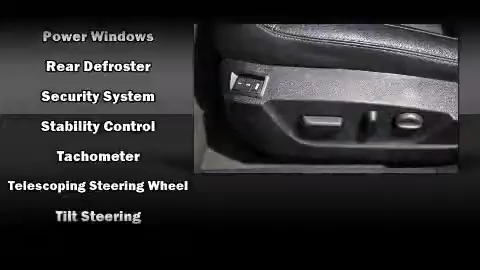 Power Windows
Rear Defroster
Security System
Stability Control
Tachometer
Telescoping Steering Wheel
Tilt Steering